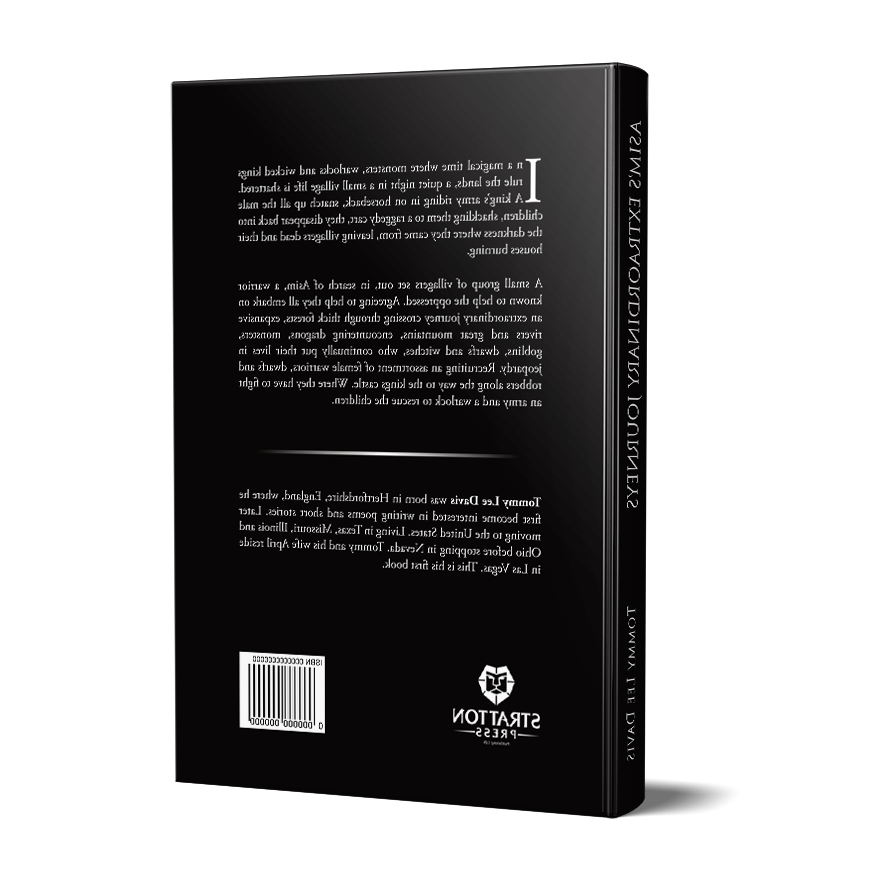 In a magical time where monsters, warlocks and wicked kings
rule the lands, a quiet night in a small village life is shattered.
A king's army riding in on horseback, snatch up all the male
children, shackling them to a raggedy cart, they disappear back into
the darkness where they came from, leaving villagers dead and their
houses burning.
A small group of villagers set out, in search of Asim, a warrior
known to help the oppressed. Agreeing to help they all embark on
an extraordinary journey crossing through thick forests, expansive
rivers and great mountains, encountering dragons, monsters,
goblins, dwarfs and witches, who continually put their lives in
jeopardy. Recruiting an assortment of female warriors, dwarfs and
robbers along the way to the kings castle. Where they have to fight
an army and a warlock to rescue the children.
Tommy Lee Davis was born in Hertfordshire, England, where he
first become interested in writing poems and short stories. Later
moving to the United States. Living in Texas, Missouri, Illinois and
Ohio before stopping in Nevada. Tommy and his wife April reside
in Las Vegas. This is his first book.
STRATTON
PRESS
ISBN 0000000000000
0 000000 000000
ASIM'S EXTRAORDINARY JOURNEYS
TOMMY LEE DAVIS